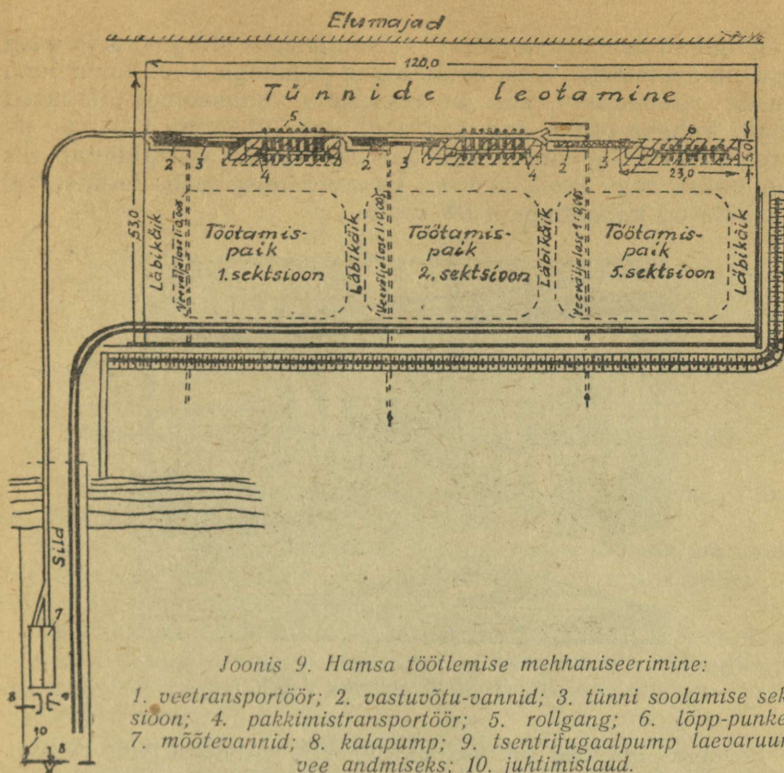 Elumajad
120,0
Tünnide leotamine
5
6
2
3
4
2
3
4
2
3
5,0
23,0
53,0
Läbikäik
Töötamis-
paik
1. sektsioon
Läbikäik
Töötamis-
paik
2. sektsioon
Läbikäik
Töötamis-
paik
5. sektsioon
Läbikäik
Sild
7
8
9
10
8
Joonis 9. Hamsa töötlemise mehhaniseerimine:
1. veetransportöör; 2. vastuvõtu-vannid; 3. tünni soolamise sek
sioon; 4. pakkimistransportöör; 5. rollgang; 6. lõpp-punke
7. mõõtevannid; 8. kalapump; 9. tsentrifugaalpump laevaruum
vee andmiseks; 10. juhtimislaud.